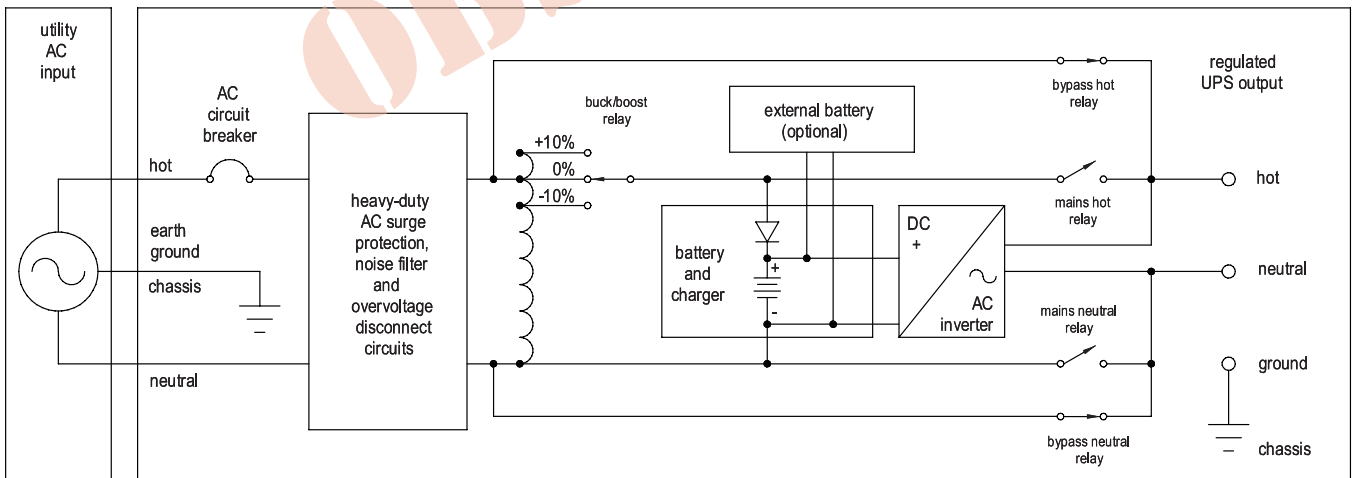 utility
AC
input
AC
circuit
breaker
hot
earth
ground
chassis
neutral
heavy-duty
AC surge
protection,
noise filter
and
overvoltage
disconnect
circuits
buck/boost
relay
+10%
0%
-10%
external battery
(optional)
battery
and
charger
+
-
DC
+
AC
inverter
bypass hot
relay
mains hot
relay
mains neutral
relay
bypass neutral
relay
regulated
UPS output
hot
neutral
ground
chassis